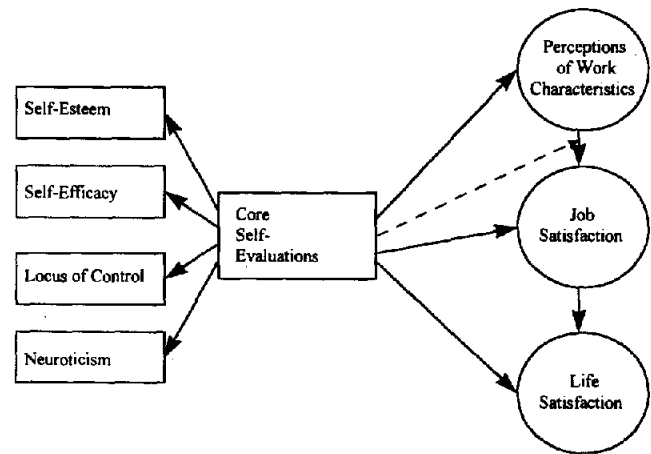 Self-Esteem
Self-Efficacy
Locus of Control
Neuroticism
Core
Self-
Evaluations
Perceptions
of Work
Characteristics
Job
Satisfaction
Life
Satisfaction